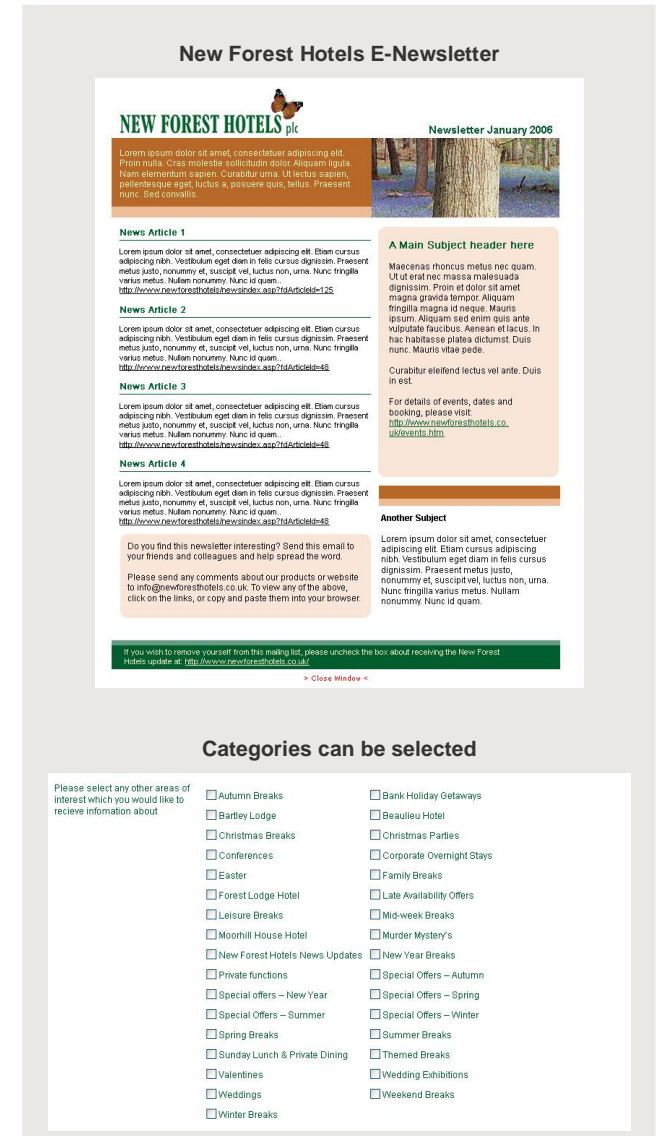 New Forest Hotels E-Newsletter
NEW FOREST HOTELS plc
Newsletter January 2006
Lorem ipsum dolor sit amet, consectetuer adipiscing elit.
Proin nulla. Cras molestie sollicitudin dolor. Aliquam ligula.
Nam elementum sapien. Curabitur urna. Ut lectus sapien,
pellentesque eget, luctus a, posuere quis, tellus. Praesent
nunc. Sed convallis.
News Article 1
Lorem ipsum dolor sit amet, consectetuer adipiscing elit. Etiam cursus
adipiscing nibh. Vestibulum eget diam in felis cursus dignissim. Praesent
metus justo, nonummy et, suscipit vel, luctus non, urna. Nunc fringilla
varius metus. Nullam nonummy. Nunc id quam..
http://www.newforesthotels/newsindex.asp?fdArticleId=125
News Article 2
Lorem ipsum dolor sit amet, consectetuer adipiscing elit. Etiam cursus
adipiscing nibh. Vestibulum eget diam in felis cursus dignissim. Praesent
metus justo, nonummy et, suscipit vel, luctus non, urna. Nunc fringilla
varius metus. Nullam nonummy. Nunc id quam..
http://www.newforesthotels/newsindex.asp?fdArticleId=48
News Article 3
Lorem ipsum dolor sit amet, consectetuer adipiscing elit. Etiam cursus
adipiscing nibh. Vestibulum eget diam in felis cursus dignissim. Praesent
metus justo, nonummy et, suscipit vel, luctus non, urna. Nunc fringilla
varius metus. Nullam nonummy. Nunc id quam..
http://www.newforesthotels/newsindex.asp?fdArticleId=48
News Article 4
Lorem ipsum dolor sit amet, consectetuer adipiscing elit. Etiam cursus
adipiscing nibh. Vestibulum eget diam in felis cursus dignissim. Praesent
metus justo, nonummy et, suscipit vel, luctus non, urna. Nunc fringilla
varius metus. Nullam nonummy. Nunc id quam..
http://www.newforesthotels/newsindex.asp?fdArticleId=48
Do you find this newsletter interesting? Send this email to
your friends and colleagues and help spread the word.
Please send any comments about our products or website
to info@newforesthotels.co.uk. To view any of the above,
click on the links, or copy and paste them into your browser.
A Main Subject header here
Maecenas rhoncus metus nec quam.
Ut ut erat nec massa malesuada
dignissim. Proin et dolor sit amet
magna gravida tempor. Aliquam
fringilla magna id neque. Mauris
ipsum. Aliquam sed enim quis ante
vulputate faucibus. Aenean et lacus. In
hac habitasse platea dictumst. Duis
nunc. Mauris vitae pede.
Curabitur eleifend lectus vel ante. Duis
in est.
For details of events, dates and
booking, please visit:
http://www.newforesthotels.co.
uk/events.htm
Another Subject
Lorem ipsum dolor sit amet, consectetuer
adipiscing elit. Etiam cursus adipiscing
nibh. Vestibulum eget diam in felis cursus
dignissim. Praesent metus justo,
nonummy et, suscipit vel, luctus non, urna.
Nunc fringilla varius metus. Nullam
nonummy. Nunc id quam.
If you wish to remove yourself from this mailing list, please uncheck the box about receiving the New Forest
Hotels update at: http://www.newforesthotels.co.uk/
> Close Window <
Categories can be selected
Please select any other areas of
interest which you would like to
recieve infomation about
Autumn Breaks
Bank Holiday Getaways
Bartley Lodge
Beaulieu Hotel
Christmas Breaks
Christmas Parties
Conferences
Corporate Overnight Stays
Easter
Family Breaks
Forest Lodge Hotel
Late Availability Offers
Leisure Breaks
Mid-week Breaks
Moorhill House Hotel
Murder Mystery's
New Forest Hotels News Updates
New Year Breaks
Private functions
Special Offers – Autumn
Special offers – New Year
Special Offers – Spring
Special Offers – Summer
Special Offers – Winter
Spring Breaks
Summer Breaks
Sunday Lunch & Private Dining
Themed Breaks
Valentines
Wedding Exhibitions
Weddings
Weekend Breaks
Winter Breaks